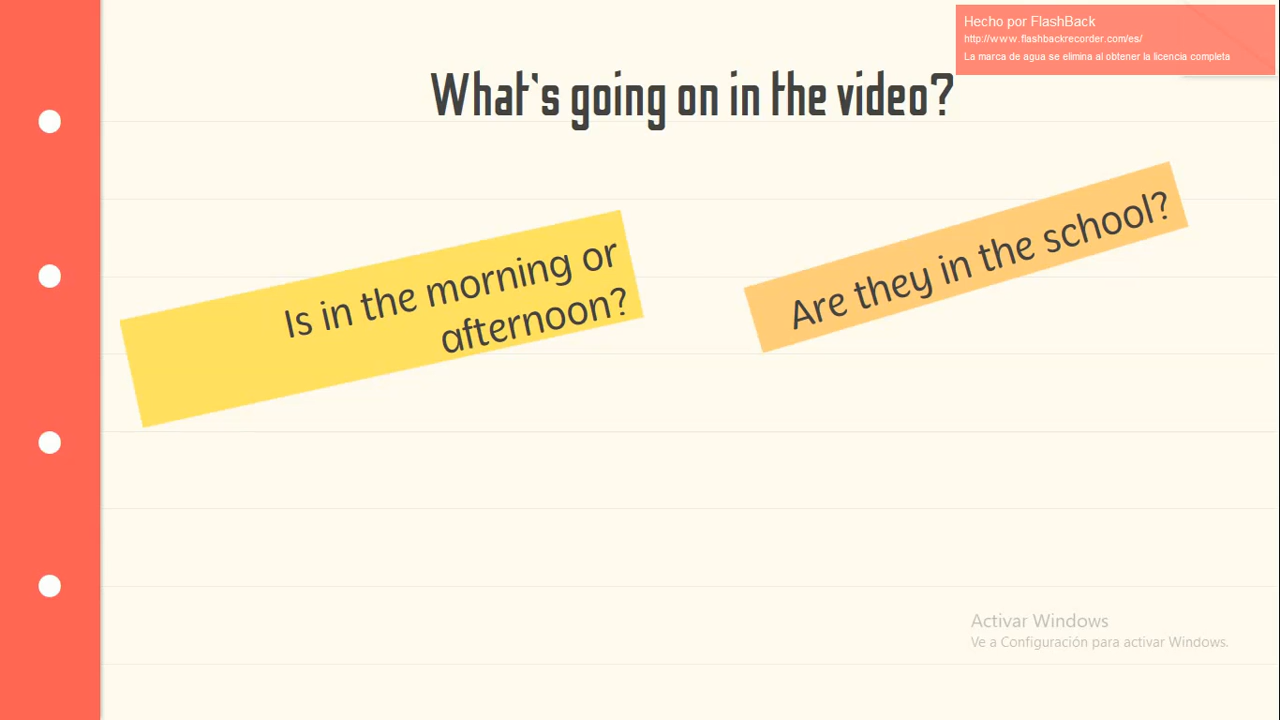 Hecho por FlashBack
http://www.flashbackrecorder.com/es/
La marca de agua se elimina al obtener la licencia completa
What's going on in the video?
Is in the morning or
afternoon?
Are they in the school?
Activar Windows
Ve a Configuración para activar Windows.